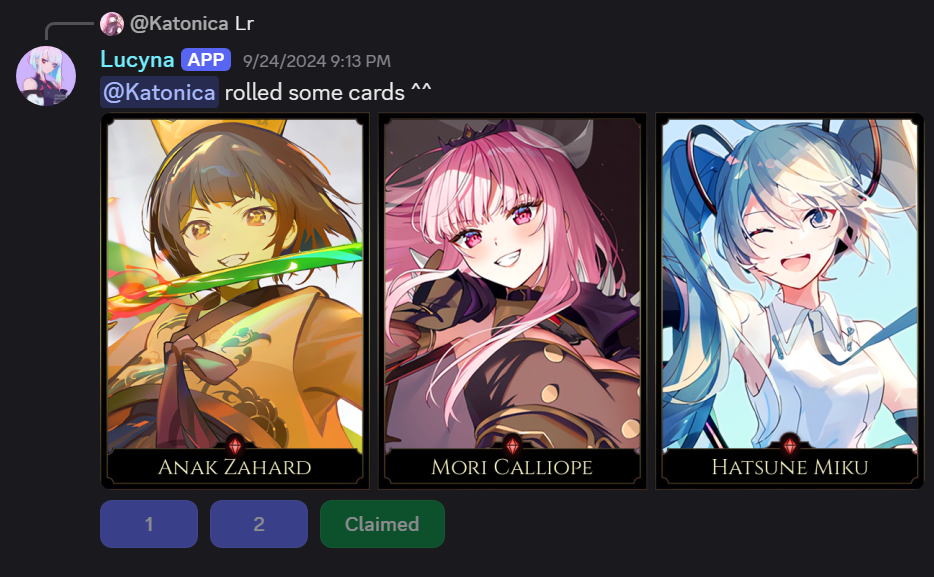 @Katonica Lr
Lucyna APP 9/24/2024 9:13 PM
@Katonica rolled some cards ^^
ANAK ZAHARD
MORI CALLIOPE
HATSUNE MIKU
1 2 Claimed